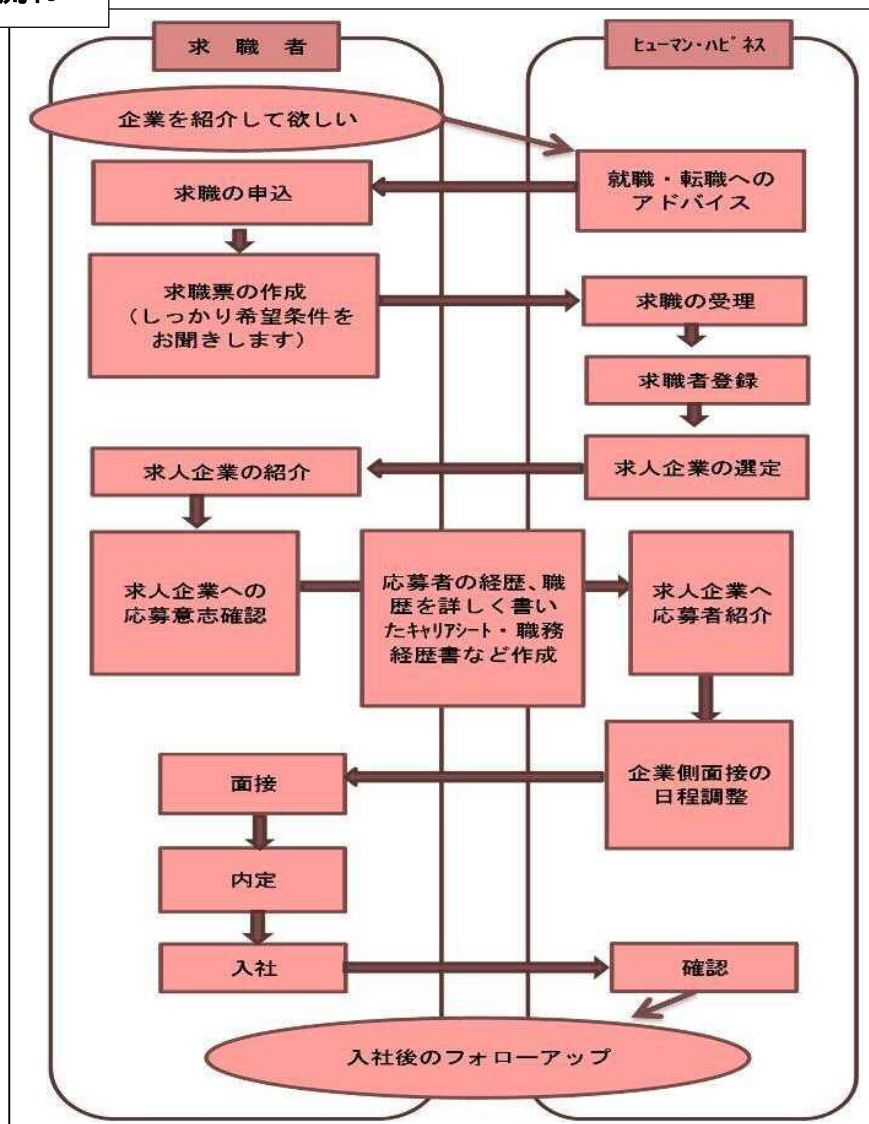 求 職 者
ヒューマン・ハピネス
企業を紹介して欲しい
就職・転職への
アドバイス
求職の申込
求職票の作成
(しっかり希望条件を
お聞きします)
求職の受理
求職者登録
求人企業の選定
求人企業の紹介
求人企業への
応募意志確認
応募者の経歴、職
歴を詳しく書い
たキャリアシート・職務
経歴書など作成
求人企業へ
応募者紹介
企業側面接の
日程調整
面接
内定
入社
確認
入社後のフォローアップ